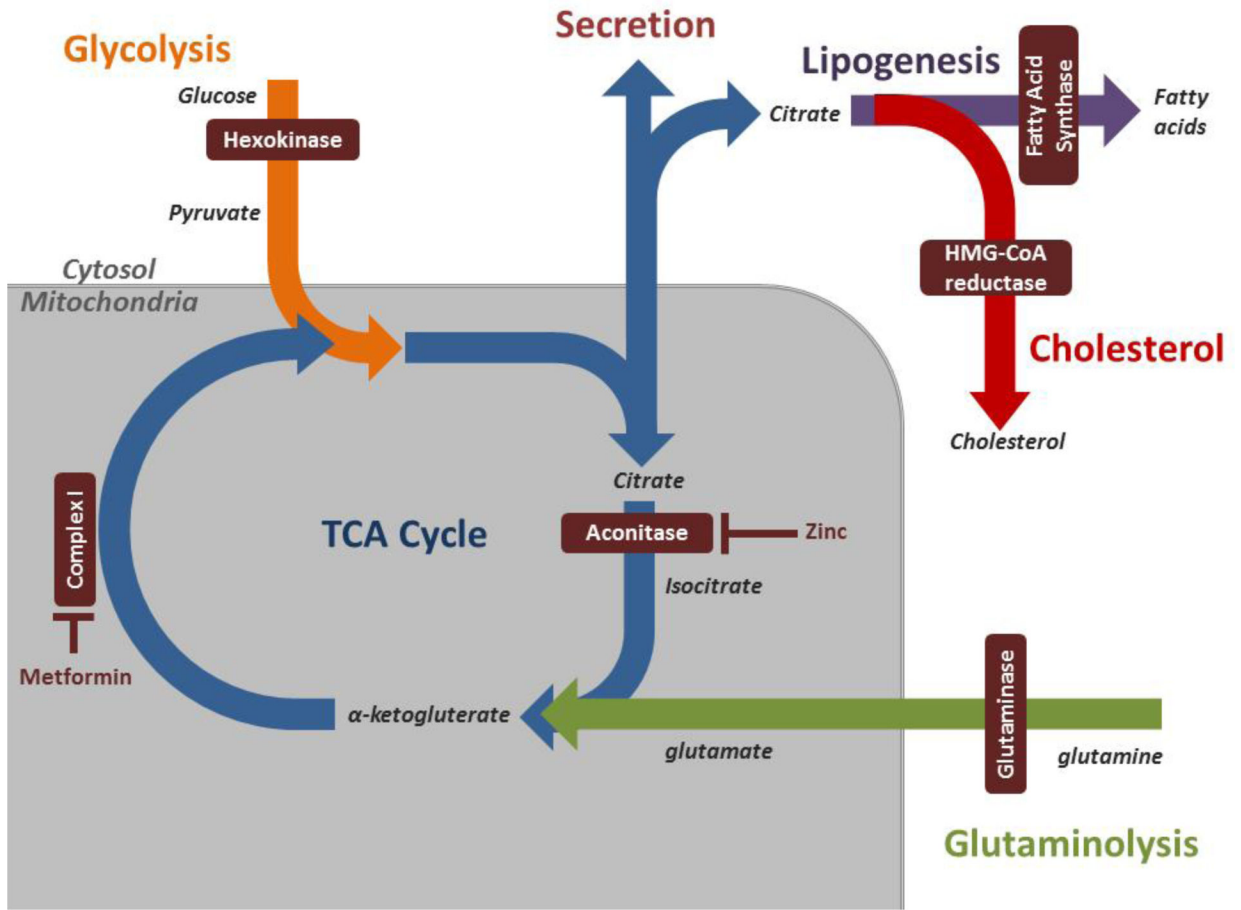 Glycolysis
Glucose
Hexokinase
Pyruvate
Cytosol
Mitochondria
Secretion
Citrate
Lipogenesis
Fatty Acid
Synthase
Fatty
acids
HMG-CoA
reductase
Cholesterol
Cholesterol
Citrate
TCA Cycle
Aconitase
Zinc
Isocitrate
Complex I
Metformin
α-ketogluterate
glutamate
Glutaminase
glutamine
Glutaminolysis